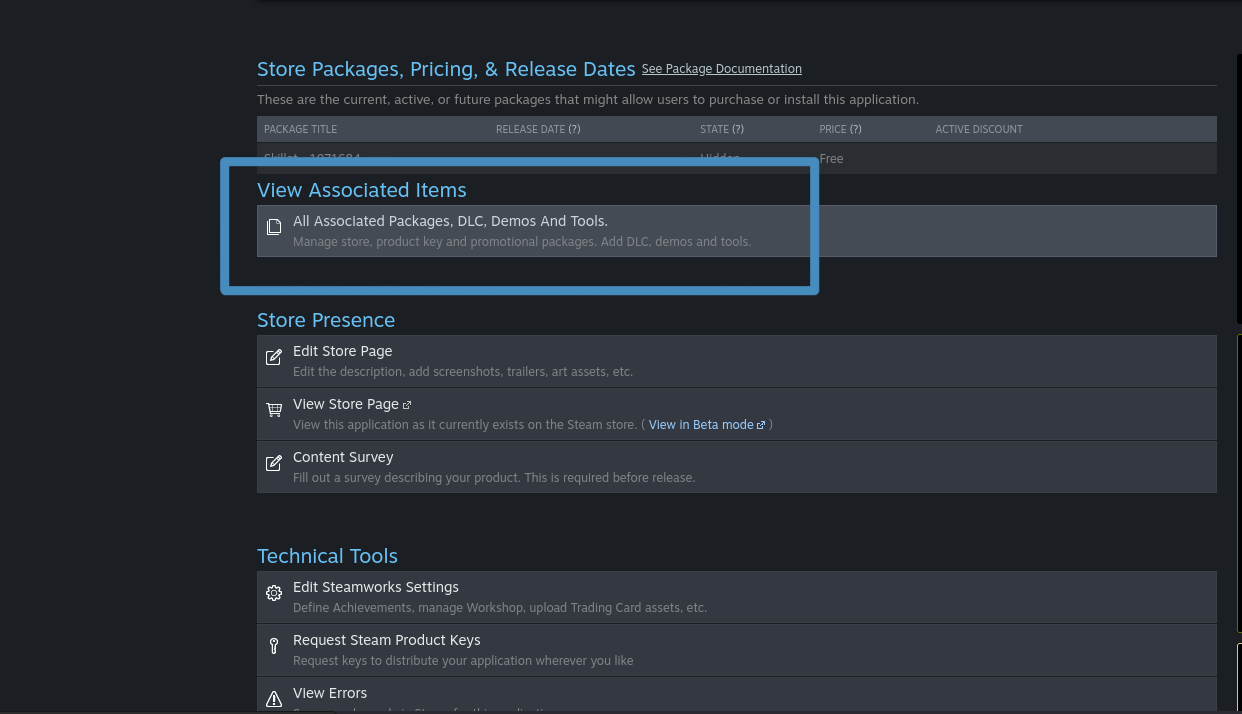 Store Packages, Pricing, & Release Dates See Package Documentation
These are the current, active, or future packages that might allow users to purchase or install this application.
PACKAGE TITLE RELEASE DATE (?) STATE (?) PRICE (?) ACTIVE DISCOUNT
Hidden Free
View Associated Items
All Associated Packages, DLC, Demos And Tools.
Manage store, product key and promotional packages. Add DLC, demos and tools.
Store Presence
Edit Store Page
Edit the description, add screenshots, trailers, art assets, etc.
View Store Page
View this application as it currently exists on the Steam store. ( View in Beta mode )
Content Survey
Fill out a survey describing your product. This is required before release.
Technical Tools
Edit Steamworks Settings
Define Achievements, manage Workshop, upload Trading Card assets, etc.
Request Steam Product Keys
Request keys to distribute your application wherever you like
View Errors